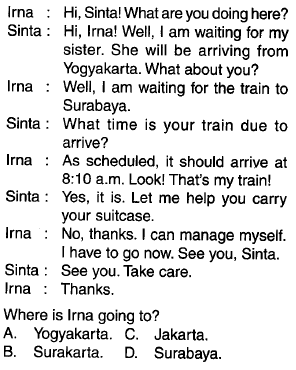 Irna : Hi, Sinta! What are you doing here?
Sinta : Hi, Irna! Well, I am waiting for my
sister. She will be arriving from
Yogyakarta. What about you?
Irna : Well, I am waiting for the train to
Surabaya.
Sinta : What time is your train due to
arrive?
Irna : As scheduled, it should arrive at
8:10 a.m. Look! That's my train!
Sinta : Yes, it is. Let me help you carry
your suitcase.
Irna : No, thanks. I can manage myself.
I have to go now. See you, Sinta.
Sinta : See you. Take care.
Irna : Thanks.
Where is Irna going to?
A. Yogyakarta. C. Jakarta.
B. Surakarta. D. Surabaya.